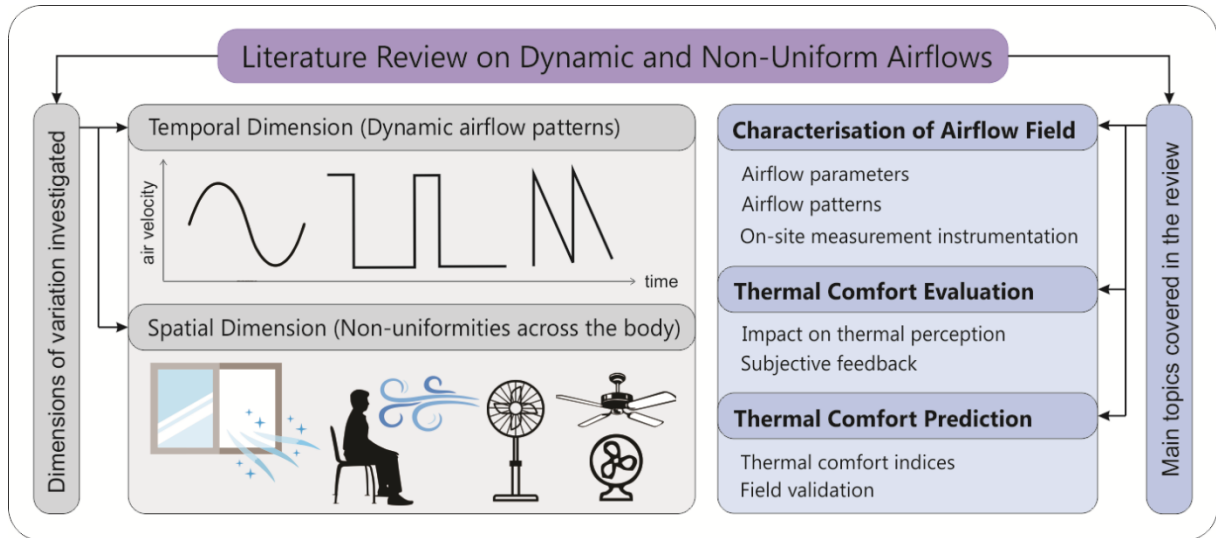 Literature Review on Dynamic and Non-Uniform Airflows
Dimensions of variation investigated
Temporal Dimension (Dynamic airflow patterns)
air velocity
time
Spatial Dimension (Non-uniformities across the body)
Characterisation of Airflow Field
Airflow parameters
Airflow patterns
On-site measurement instrumentation
Thermal Comfort Evaluation
Impact on thermal perception
Subjective feedback
Thermal Comfort Prediction
Thermal comfort indices
Field validation
Main topics covered in the review